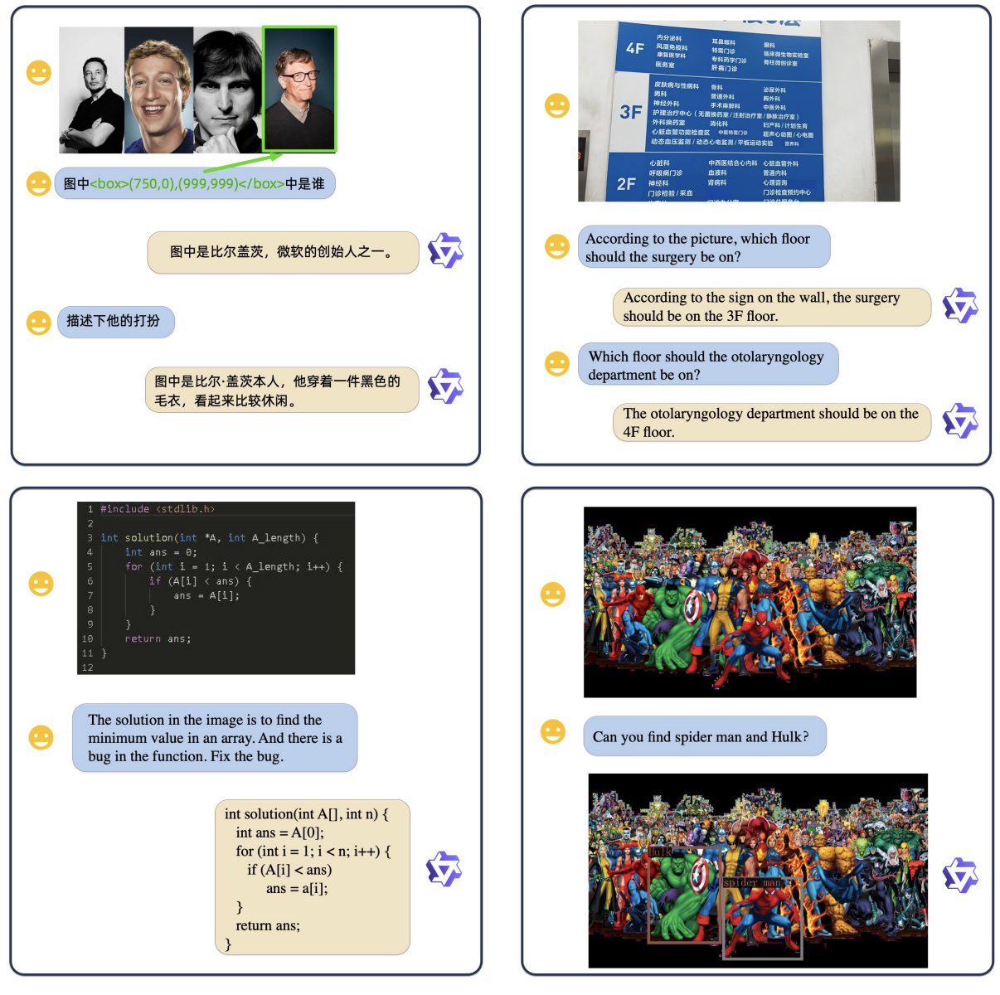 图中<box>(750,0),(999,999)</box>中是谁
图中是比尔盖茨，微软的创始人之一。
描述下他的打扮
图中是比尔·盖茨本人，他穿着一件黑色的
毛衣，看起来比较休闲。
4F
内分泌科 耳鼻喉科 眼科
风湿免疫科 特需门诊 临床微生物实验室
康复医学科 专科药学门诊 脊柱微创诊室
医务室 肝病门诊
3F
皮肤病与性病科 骨科 泌尿外科
男科 普通外科 胸外科
神经外科 手术麻醉科 中医外科
护理治疗中心（无菌换药室/注射治疗室/静脉治疗室）
外科换药室 消化科 妇产科/计划生育
心脏血管功能检查区 中医特需门诊 超声心动图/心电图
动态血压监测/动态心电监测/平板运动实验 营养科
2F
心脏科 中西医结合心内科 心脏血管外科
呼吸病门诊 血液科 普通内科
神经科 肾病科 心理咨询
门诊检验/采血 门诊检查预约中心
According to the picture, which floor
should the surgery be on?
According to the sign on the wall, the surgery
should be on the 3F floor.
Which floor should the otolaryngology
department be on?
The otolaryngology department should be on the
4F floor.
1 #include <stdlib.h>
2
3 int solution(int *A, int A_length) {
4 int ans = 0;
5 for (int i = 1; i < A_length; i++) {
6 if (A[i] < ans) {
7 ans = A[i];
8 }
9 }
10 return ans;
11 }
12
The solution in the image is to find the
minimum value in an array. And there is a
bug in the function. Fix the bug.
int solution(int A[], int n) {
int ans = A[0];
for (int i = 1; i < n; i++) {
if (A[i] < ans)
ans = a[i];
}
return ans;
}
Can you find spider man and Hulk?
Hulk
spider man